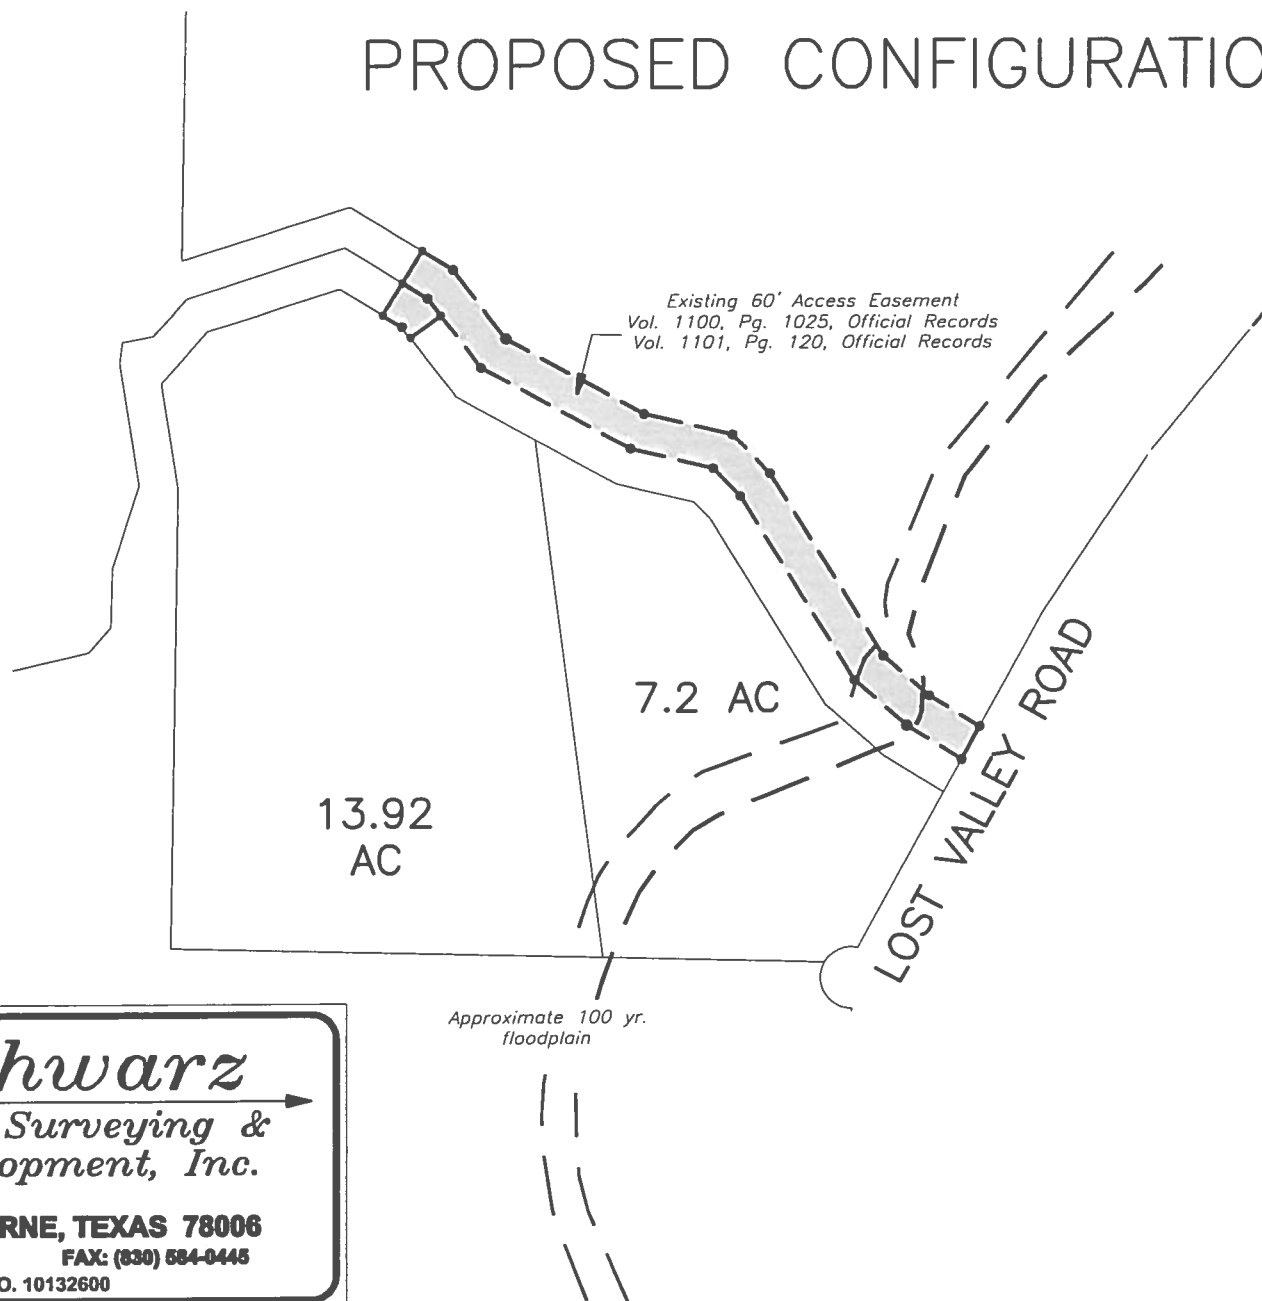 PROPOSED CONFIGURATIO
Existing 60' Access Easement
Vol. 1100, Pg. 1025, Official Records
Vol. 1101, Pg. 120, Official Records
7.2 AC
13.92
AC
LOST VALLEY ROAD
Approximate 100 yr.
floodplain
hwarz
Surveying &
opment, Inc.
RNE, TEXAS 78006
FAX: (830) 584-0445
O. 10132600